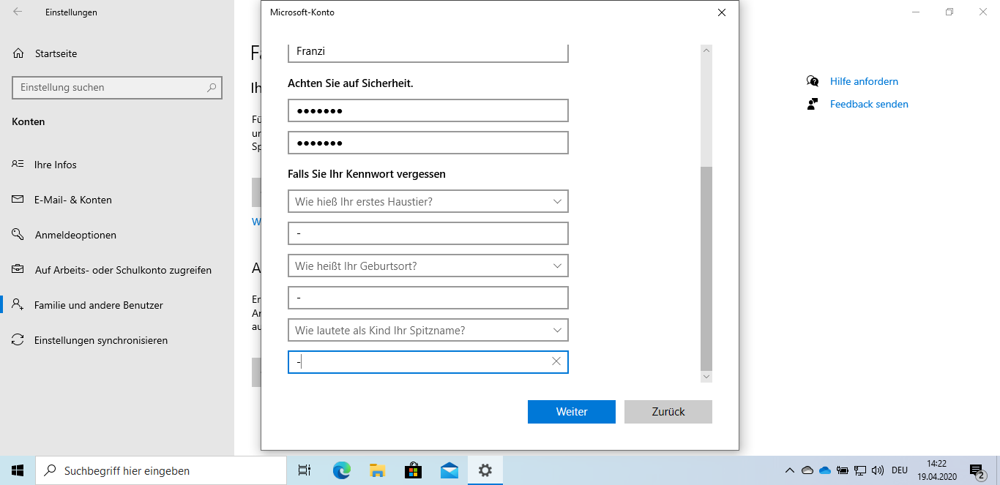 Einstellungen
Startseite
Einstellung suchen
Konten
Ihre Infos
E-Mail- & Konten
Anmeldeoptionen
Auf Arbeits- oder Schulkonto zugreifen
Familie und andere Benutzer
Einstellungen synchronisieren
Fa
Ih
Fü
un
Sp
W
A
Er
Ar
au
Microsoft-Konto
Franzi
Achten Sie auf Sicherheit.
●●●●●●●
●●●●●●●
Falls Sie Ihr Kennwort vergessen
Wie hieß Ihr erstes Haustier?
-
Wie heißt Ihr Geburtsort?
-
Wie lautete als Kind Ihr Spitzname?
-
Weiter
Zurück
Hilfe anfordern
Feedback senden
Suchbegriff hier eingeben
DEU
14:22
19.04.2020
2